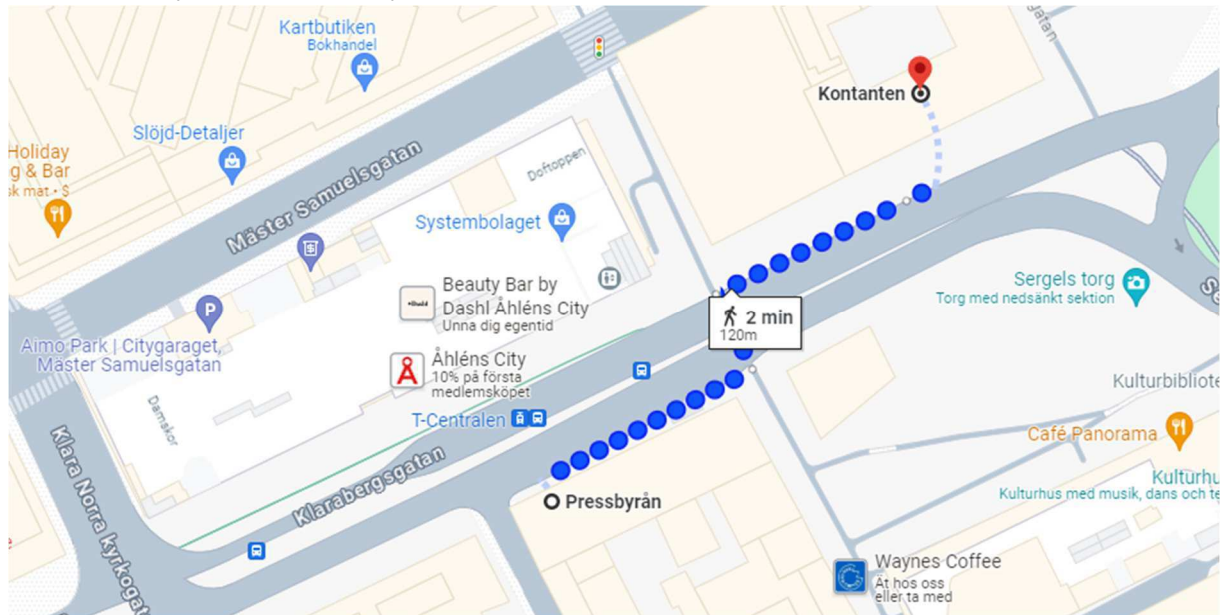 Kartbutiken
Bokhandel
Slöjd-Detaljer
Holiday
g & Bar
sk mat • $
Mäster Samuelsgatan
Doftoppen
Systembolaget
Kontanten
gatan
Beauty Bar by
Dashl Åhléns City
Unna dig egentid
2 min
120m
Sergels torg
Torg med nedsänkt sektion
P
Aimo Park | Citygaraget,
Mäster Samuelsgatan
Åhléns City
10% på första
medlemsköpet
Damskor
T-Centralen
Kulturbibliote
Café Panorama
Kulturhu
Kulturhus med musik, dans och te
Klarabergsgatan
Pressbyrån
Klara Norra kyrkogat
Waynes Coffee
Ät hos oss
eller ta med